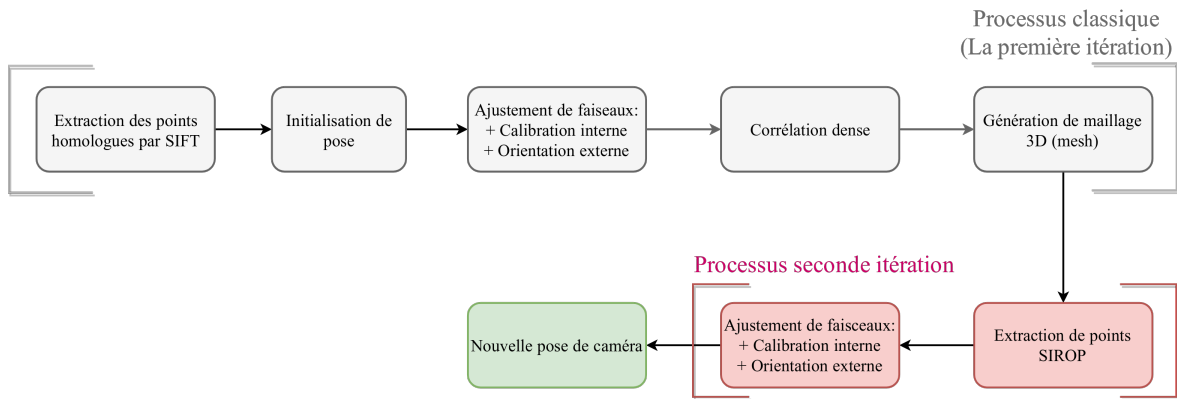 Processus classique
(La première itération)
Extraction des points
homologues par SIFT
Initialisation de
pose
Ajustement de faiseaux:
+ Calibration interne
+ Orientation externe
Corrélation dense
Génération de maillage
3D (mesh)
Processus seconde itération
Nouvelle pose de caméra
Ajustement de faisceaux:
+ Calibration interne
+ Orientation externe
Extraction de points
SIROP